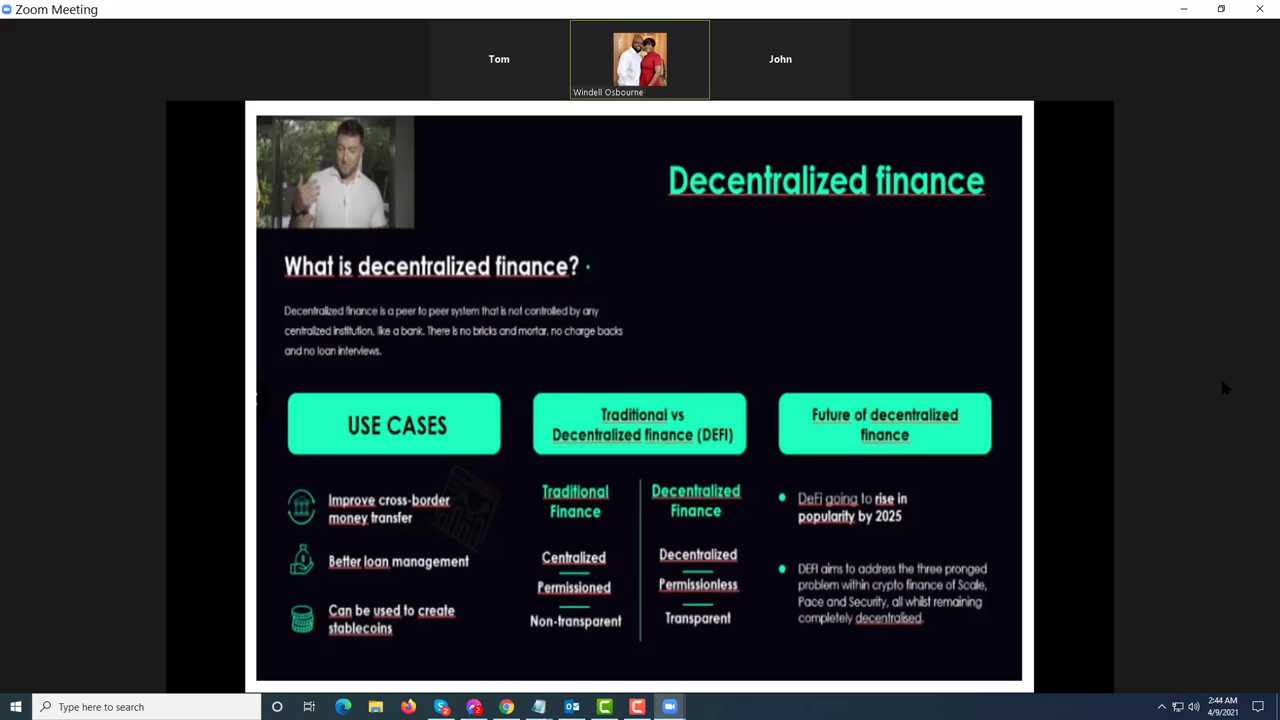 Zoom Meeting
Tom
Windell Osbourne
John
Decentralized finance
What is decentralized finance?
Decentralized finance is a peer to peer system that is not controlled by any
centralized institution, like a bank. There is no bricks and mortar, no charge backs
and no loan interviews.
USE CASES
Improve cross-border
money transfer
Better loan management
Can be used to create
stablecoins
Traditional vs
Decentralized finance (DEFI)
Traditional
Finance
Centralized
Permissioned
Non-transparent
Decentralized
Finance
Decentralized
Permissionless
Transparent
Future of decentralized
finance
DeFi going to rise in
popularity by 2025
DEFI aims to address the three pronged
problem within crypto finance of Scale,
Pace and Security, all whilst remaining
completely decentralised.
Type here to search
2:44 AM
4/9/2021